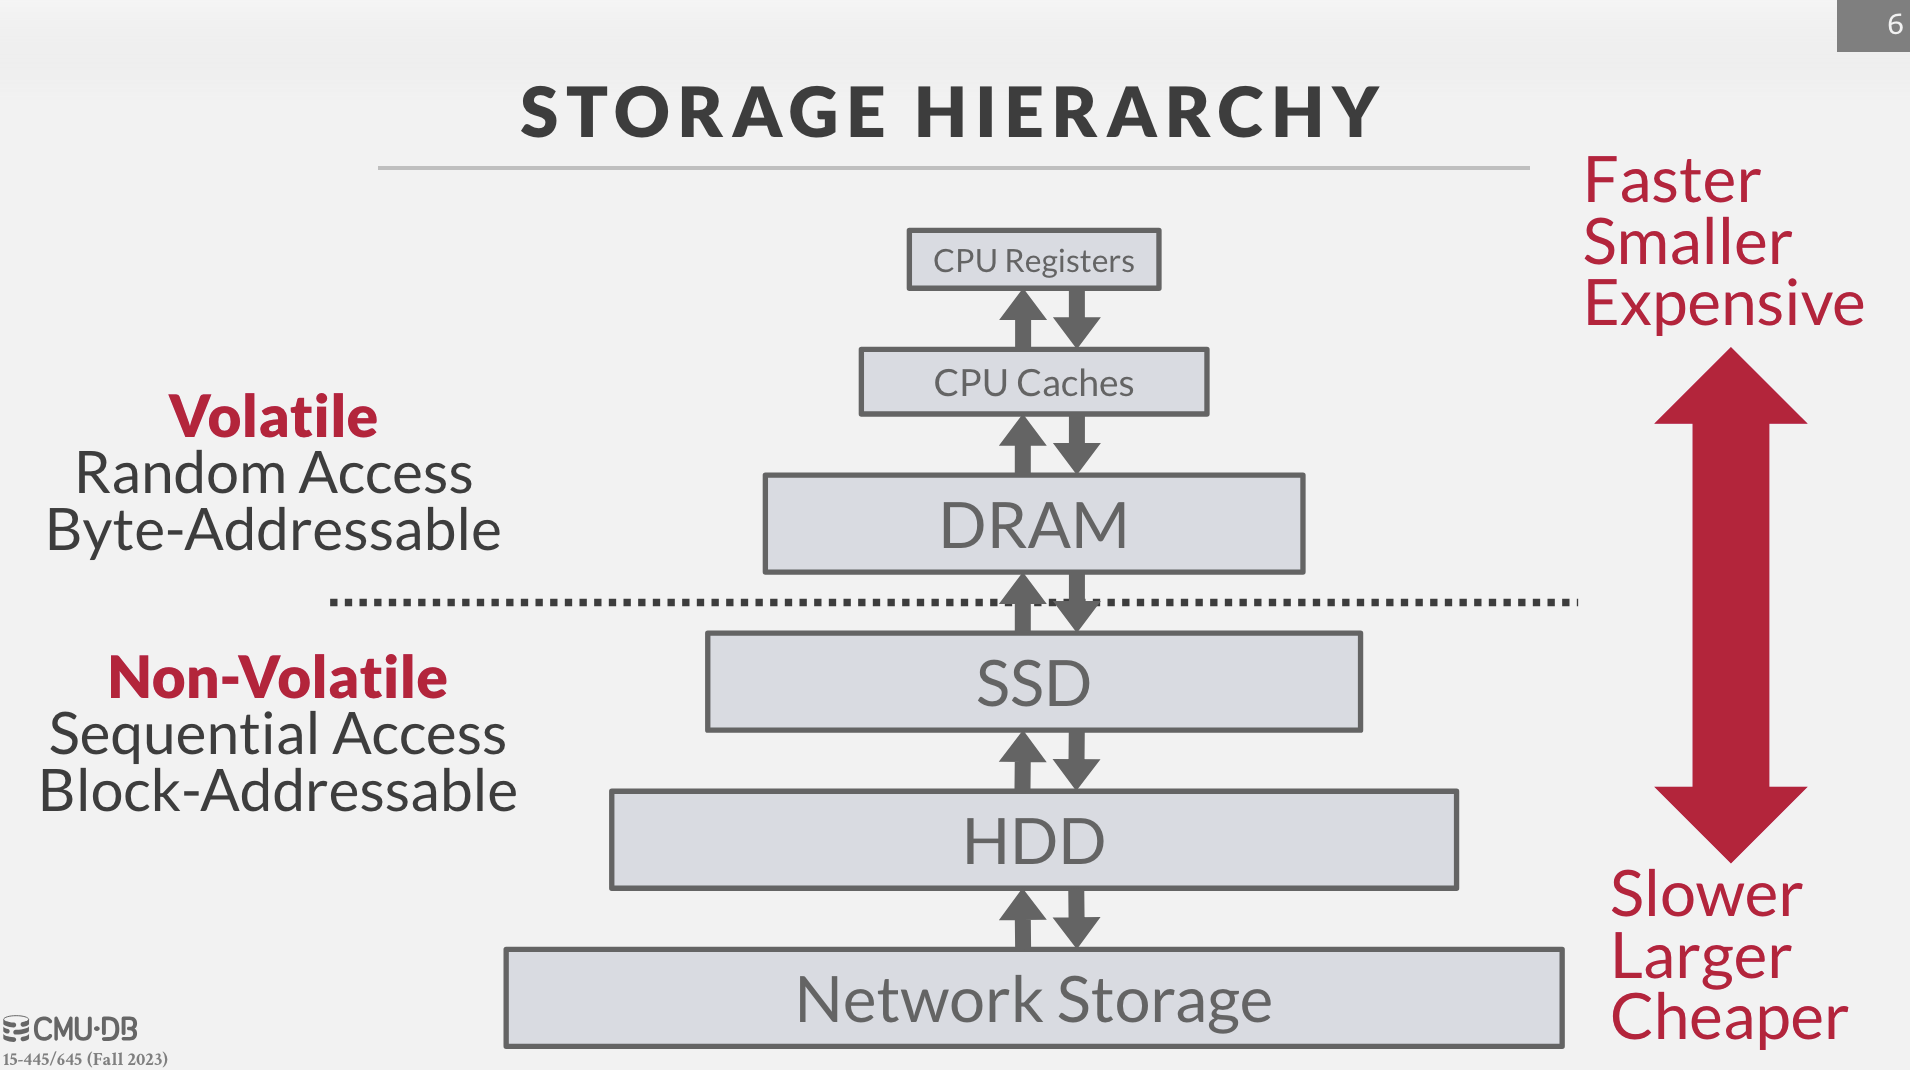 6
STORAGE HIERARCHY
Faster
Smaller
Expensive
CPU Registers
CPU Caches
Volatile
Random Access
Byte-Addressable
DRAM
Non-Volatile
Sequential Access
Block-Addressable
SSD
HDD
Slower
Larger
Cheaper
Network Storage
CMU·DB
15-445/645 (Fall 2023)